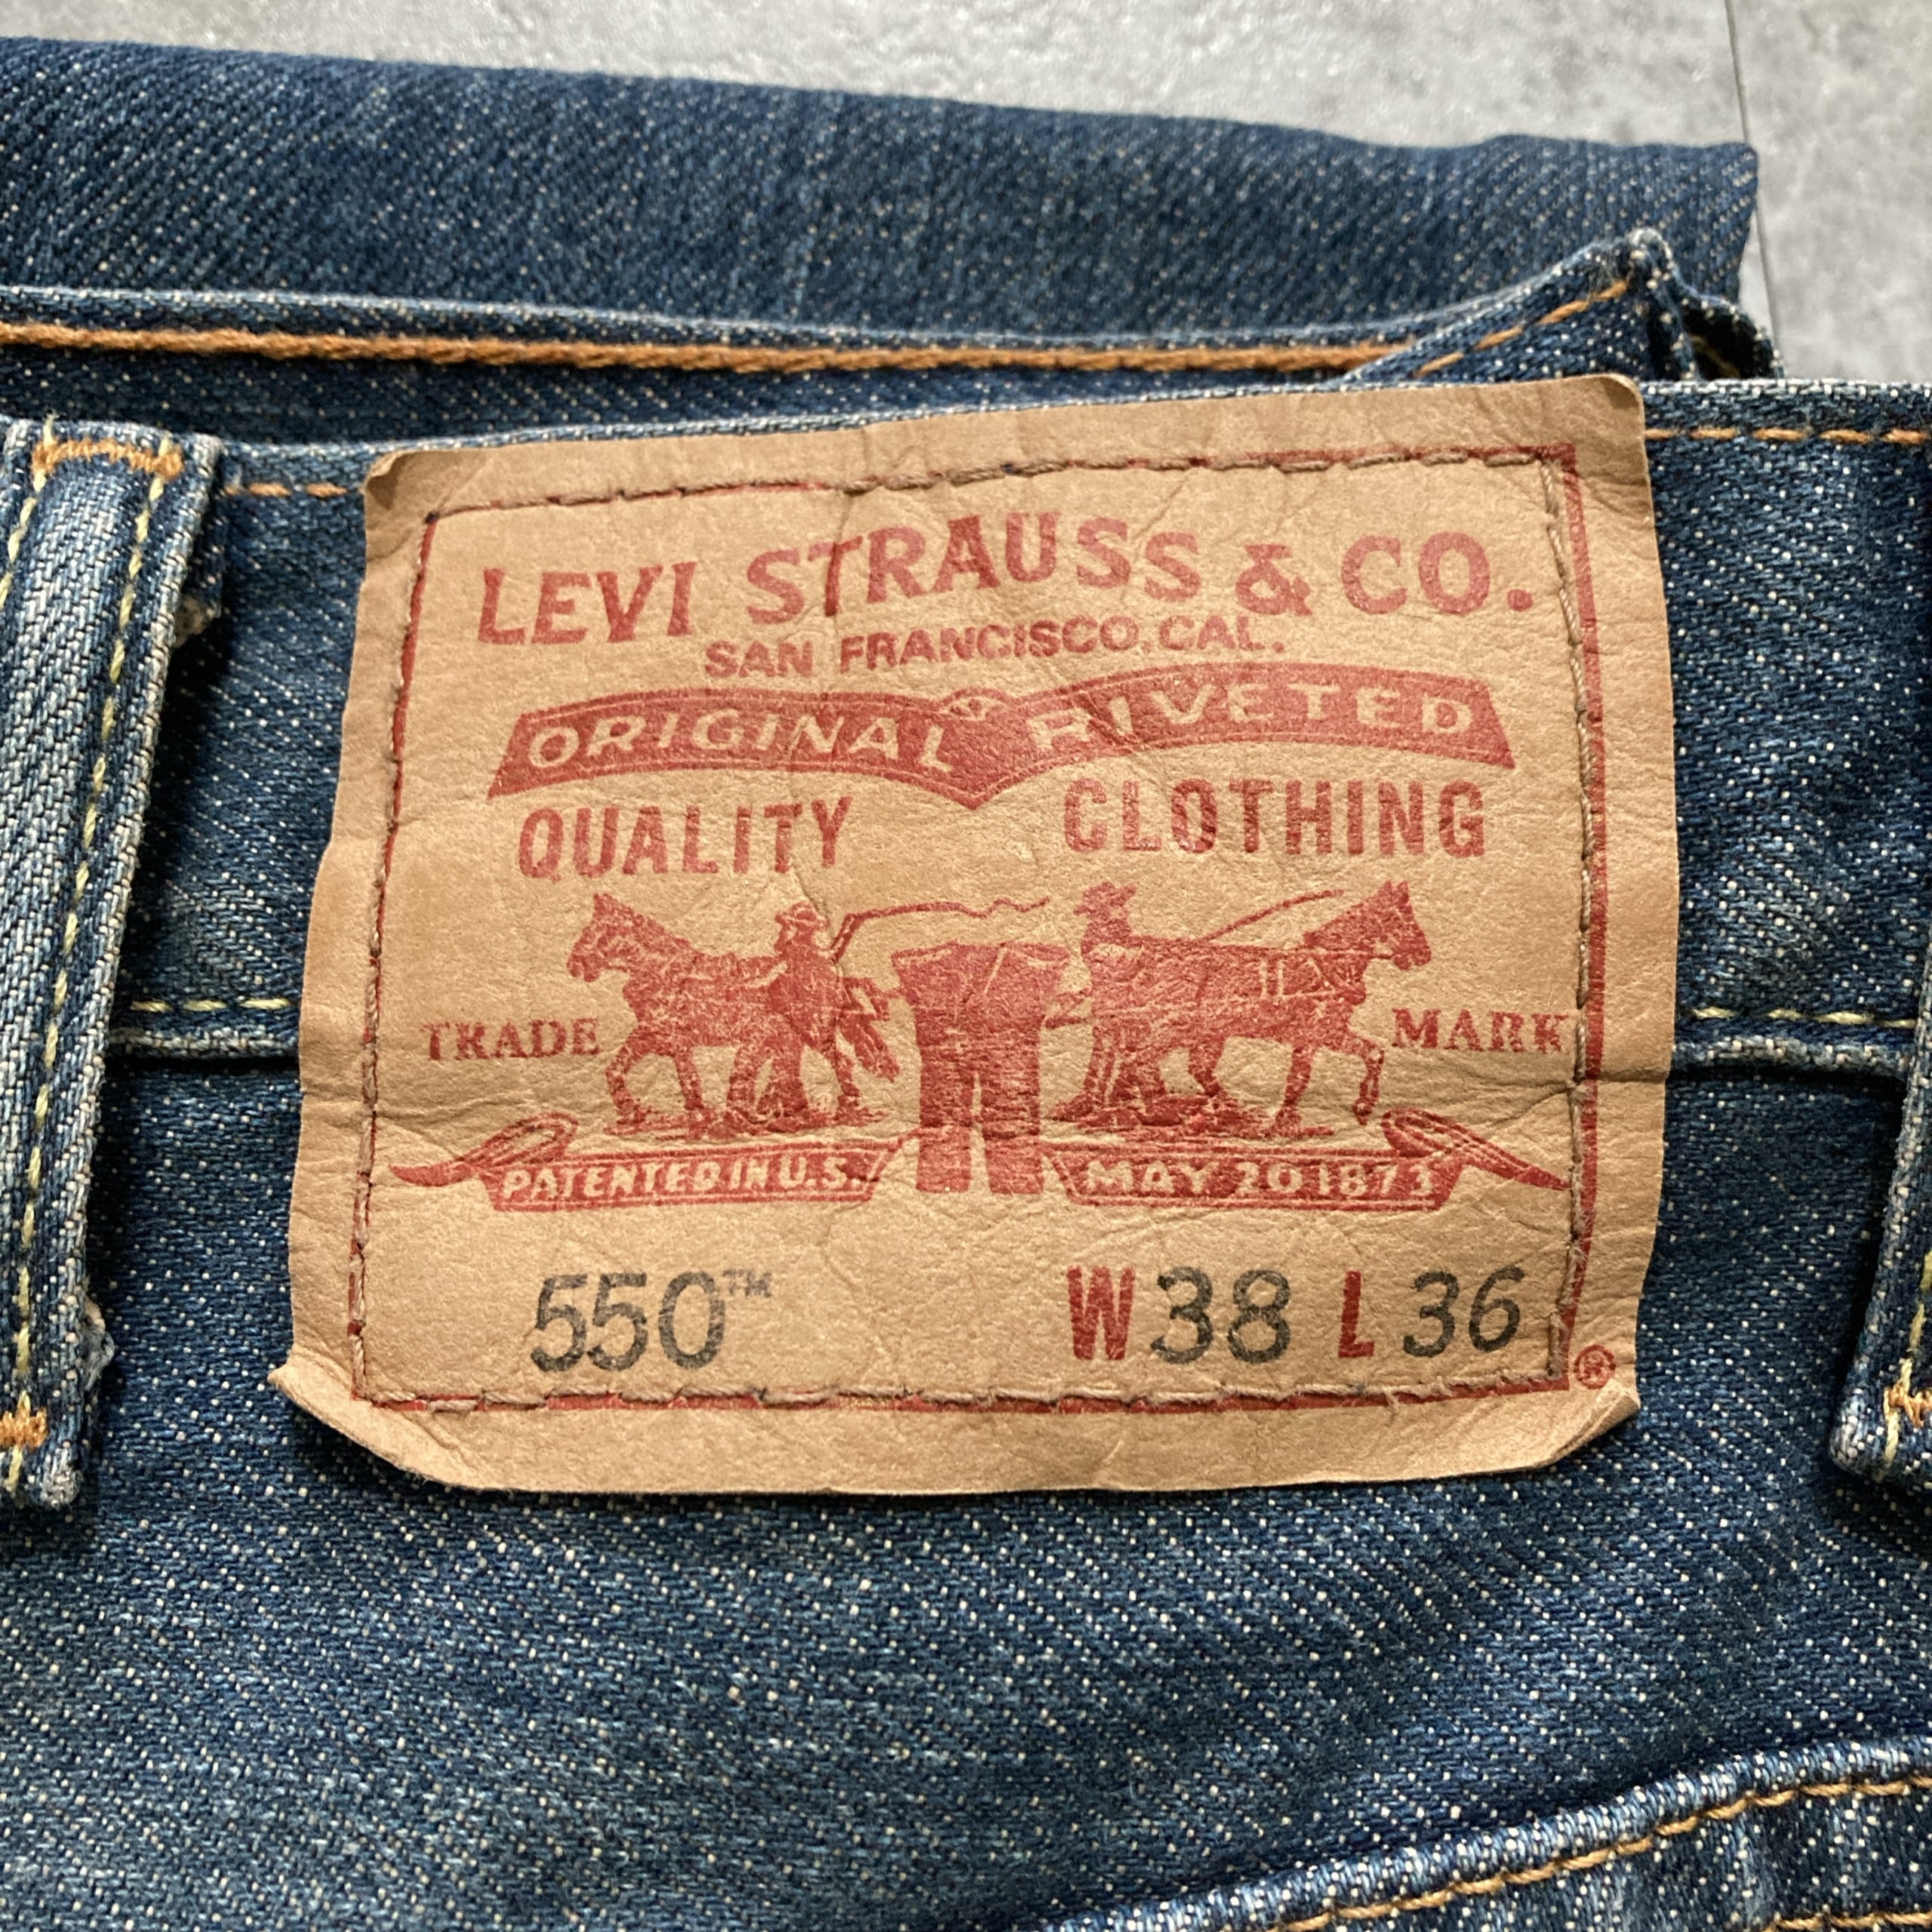 LEVI STRAUSS & CO.
SAN FRANCISCO, CAL.
ORIGINAL RIVETED
QUALITY CLOTHING
TRADE MARK
PATENTED IN U.S. MAY 20 1873
550™ W38 L36
®